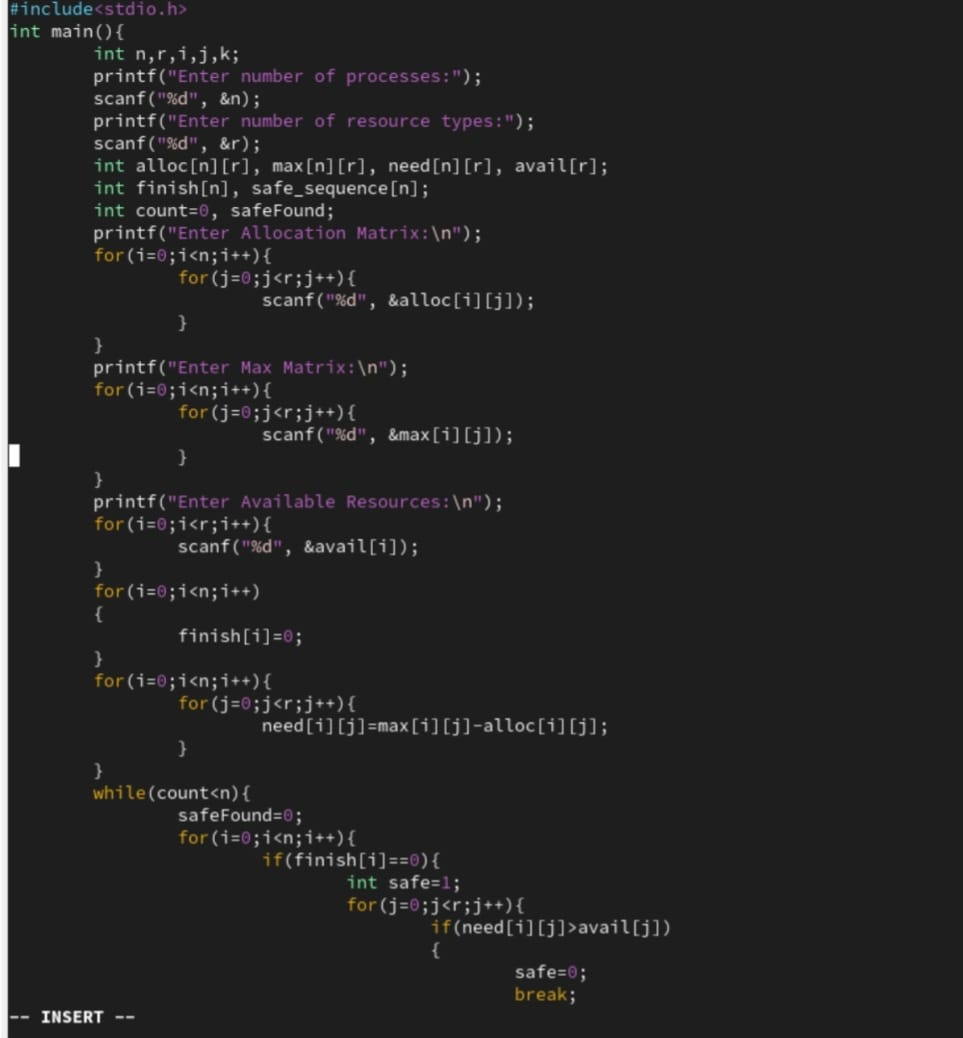 #include<stdio.h>
int main(){
        int n,r,i,j,k;
        printf("Enter number of processes:");
        scanf("%d", &n);
        printf("Enter number of resource types:");
        scanf("%d", &r);
        int alloc[n][r], max[n][r], need[n][r], avail[r];
        int finish[n], safe_sequence[n];
        int count=0, safeFound;
        printf("Enter Allocation Matrix:\n");
        for(i=0;i<n;i++){
                for(j=0;j<r;j++){
                        scanf("%d", &alloc[i][j]);
                }
        }
        printf("Enter Max Matrix:\n");
        for(i=0;i<n;i++){
                for(j=0;j<r;j++){
                        scanf("%d", &max[i][j]);
                }
        }
        printf("Enter Available Resources:\n");
        for(i=0;i<r;i++){
                scanf("%d", &avail[i]);
        }
        for(i=0;i<n;i++)
        {
                finish[i]=0;
        }
        for(i=0;i<n;i++){
                for(j=0;j<r;j++){
                        need[i][j]=max[i][j]-alloc[i][j];
                }
        }
        while(count<n){
                safeFound=0;
                for(i=0;i<n;i++){
                        if(finish[i]==0){
                                int safe=1;
                                for(j=0;j<r;j++){
                                        if(need[i][j]>avail[j])
                                        {
                                                safe=0;
                                                break;
-- INSERT --